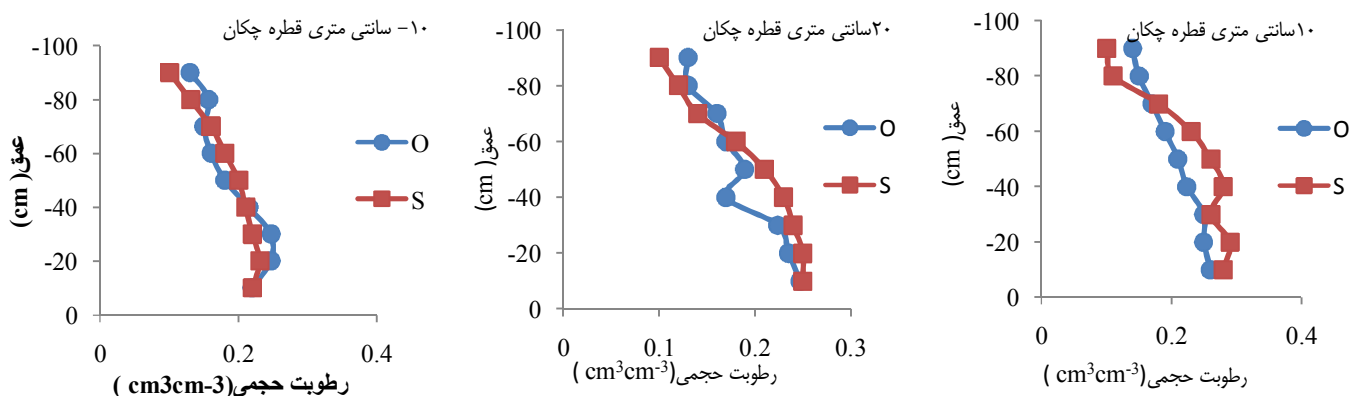 -۱۰ سانتی متری قطره چکان
-100
-80
-60
-40
-20
0
0
0.2
0.4
عمق( cm)
رطوبت حجمی(cm3cm-3 )
O
S
۲۰سانتی متری قطره چکان
-100
-80
-60
-40
-20
0
0
0.1
0.2
0.3
عمق( cm)
رطوبت حجمی(cm³cm⁻³ )
O
S
۱۰سانتی متری قطره چکان
-100
-80
-60
-40
-20
0
0
0.2
0.4
عمق( cm)
رطوبت حجمی(cm³cm⁻³ )
O
S